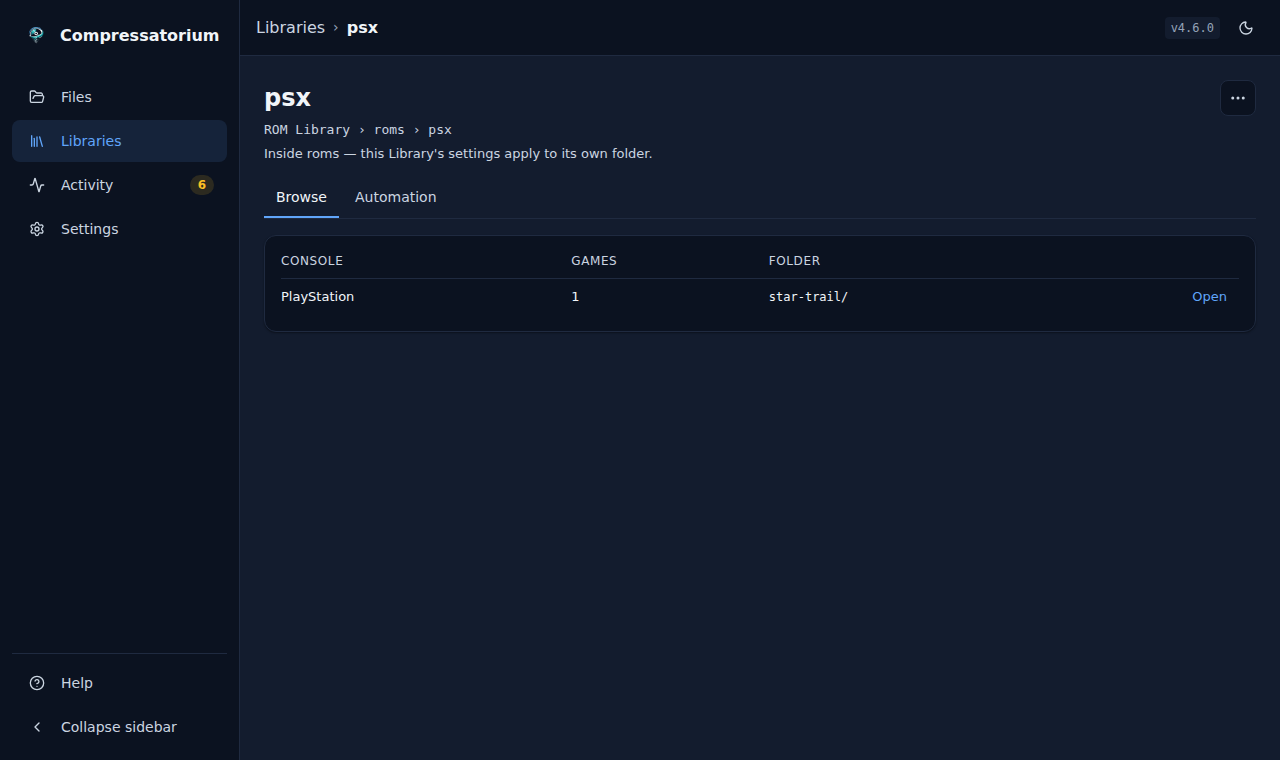 Compressatorium
Libraries › psx
v4.6.0
Files
Libraries
Activity 6
Settings
Help
Collapse sidebar
psx
ROM Library › roms › psx
Inside roms — this Library's settings apply to its own folder.
Browse Automation
CONSOLE GAMES FOLDER
PlayStation 1 star-trail/ Open